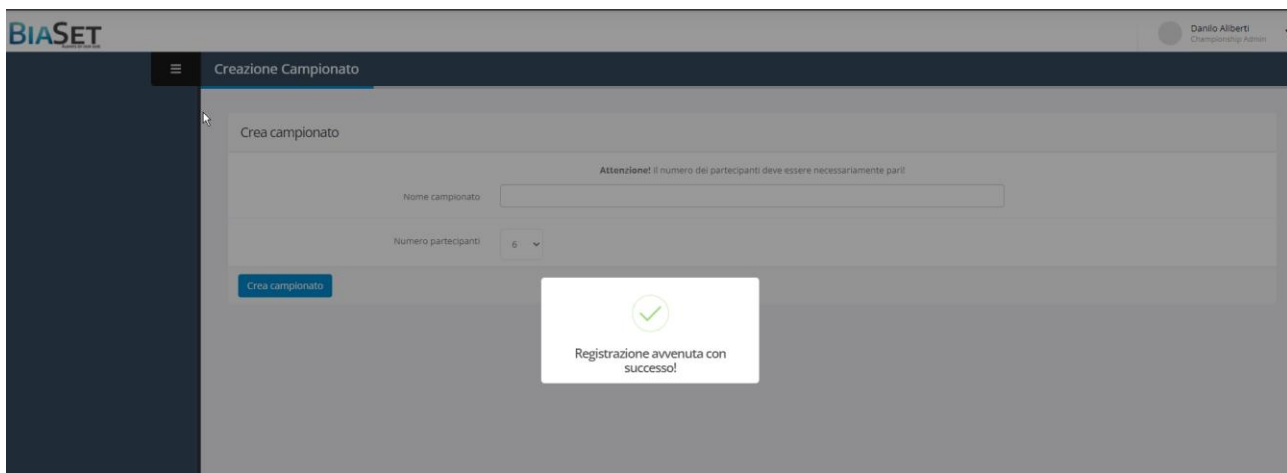 BIASET
Danilo Aliberti
Championship Admin
Creazione Campionato
Crea campionato
Attenzione! Il numero dei partecipanti deve essere necessariamente pari!
Nome campionato
Numero partecipanti
6
Crea campionato
Registrazione avvenuta con
successo!